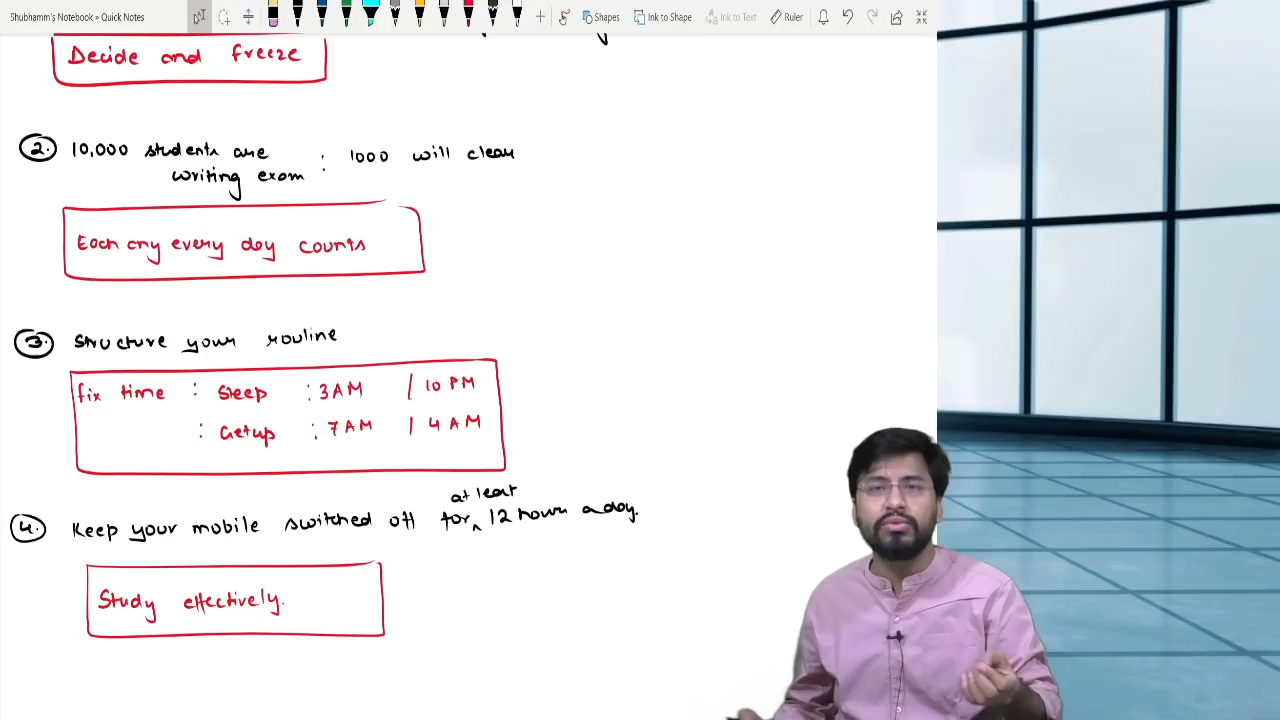 Shubhamm's Notebook » Quick Notes
Shapes
Ink to Shape
Ink to Text
Ruler
Decide and freeze
2. 10,000 students are writing exam : 1000 will clear
Each any every day counts
3. Structure your routine
fix time : Sleep : 3 AM / 10 PM
: Getup : 7 AM / 4 AM
at least
4. Keep your mobile switched off for ^ 12 hours a day.
Study effectively.